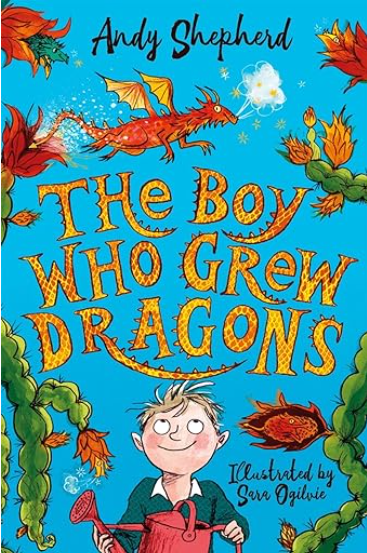 Andy Shepherd
THe BoY
WHO GReW
DRAGONS
Illustrated by
Sara Ogilvie